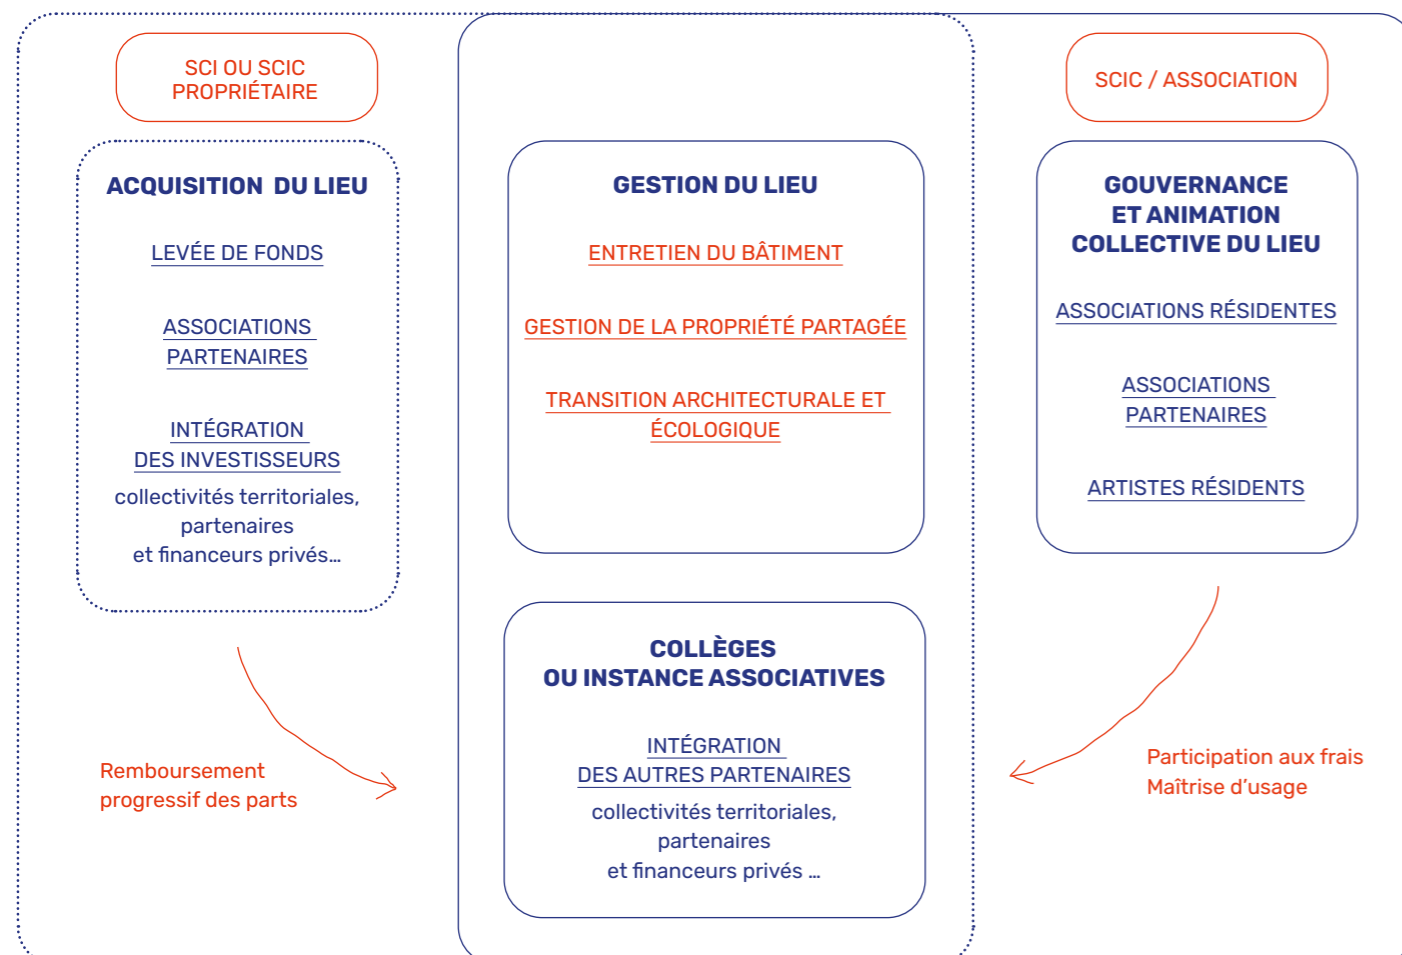 SCI OU SCIC
PROPRIÉTAIRE
ACQUISITION DU LIEU
LEVÉE DE FONDS
ASSOCIATIONS
PARTENAIRES
INTÉGRATION
DES INVESTISSEURS
collectivités territoriales,
partenaires
et financeurs privés...
Remboursement
progressif des parts
GESTION DU LIEU
ENTRETIEN DU BÂTIMENT
GESTION DE LA PROPRIÉTÉ PARTAGÉE
TRANSITION ARCHITECTURALE ET
ÉCOLOGIQUE
COLLÈGES
OU INSTANCE ASSOCIATIVES
INTÉGRATION
DES AUTRES PARTENAIRES
collectivités territoriales,
partenaires
et financeurs privés ...
SCIC / ASSOCIATION
GOUVERNANCE
ET ANIMATION
COLLECTIVE DU LIEU
ASSOCIATIONS RÉSIDENTES
ASSOCIATIONS
PARTENAIRES
ARTISTES RÉSIDENTS
Participation aux frais
Maîtrise d'usage